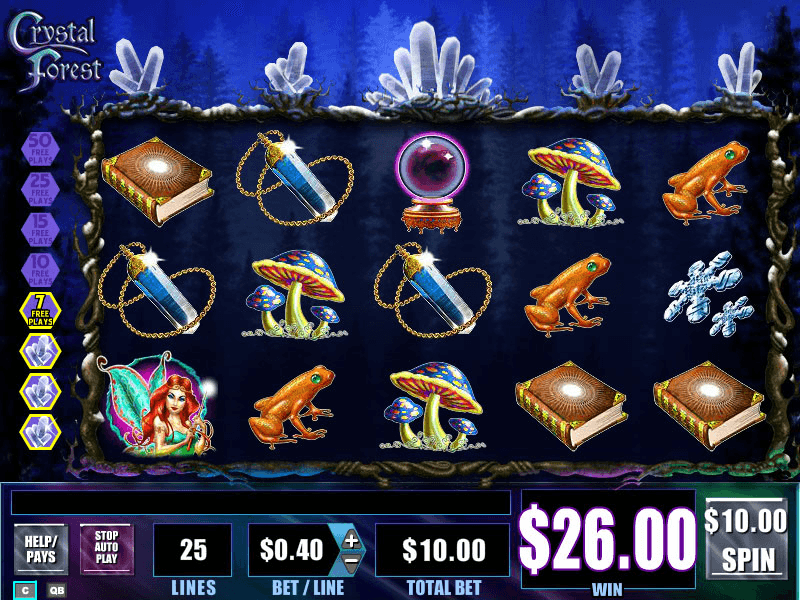 Crystal
Forest
50
FREE
PLAYS
25
FREE
PLAYS
15
FREE
PLAYS
10
FREE
PLAYS
7
FREE
PLAYS
HELP/
PAYS
STOP
AUTO
PLAY
25
LINES
$0.40
+
-
BET / LINE
$10.00
TOTAL BET
$26.00
WIN
$10.00
SPIN
C
QB